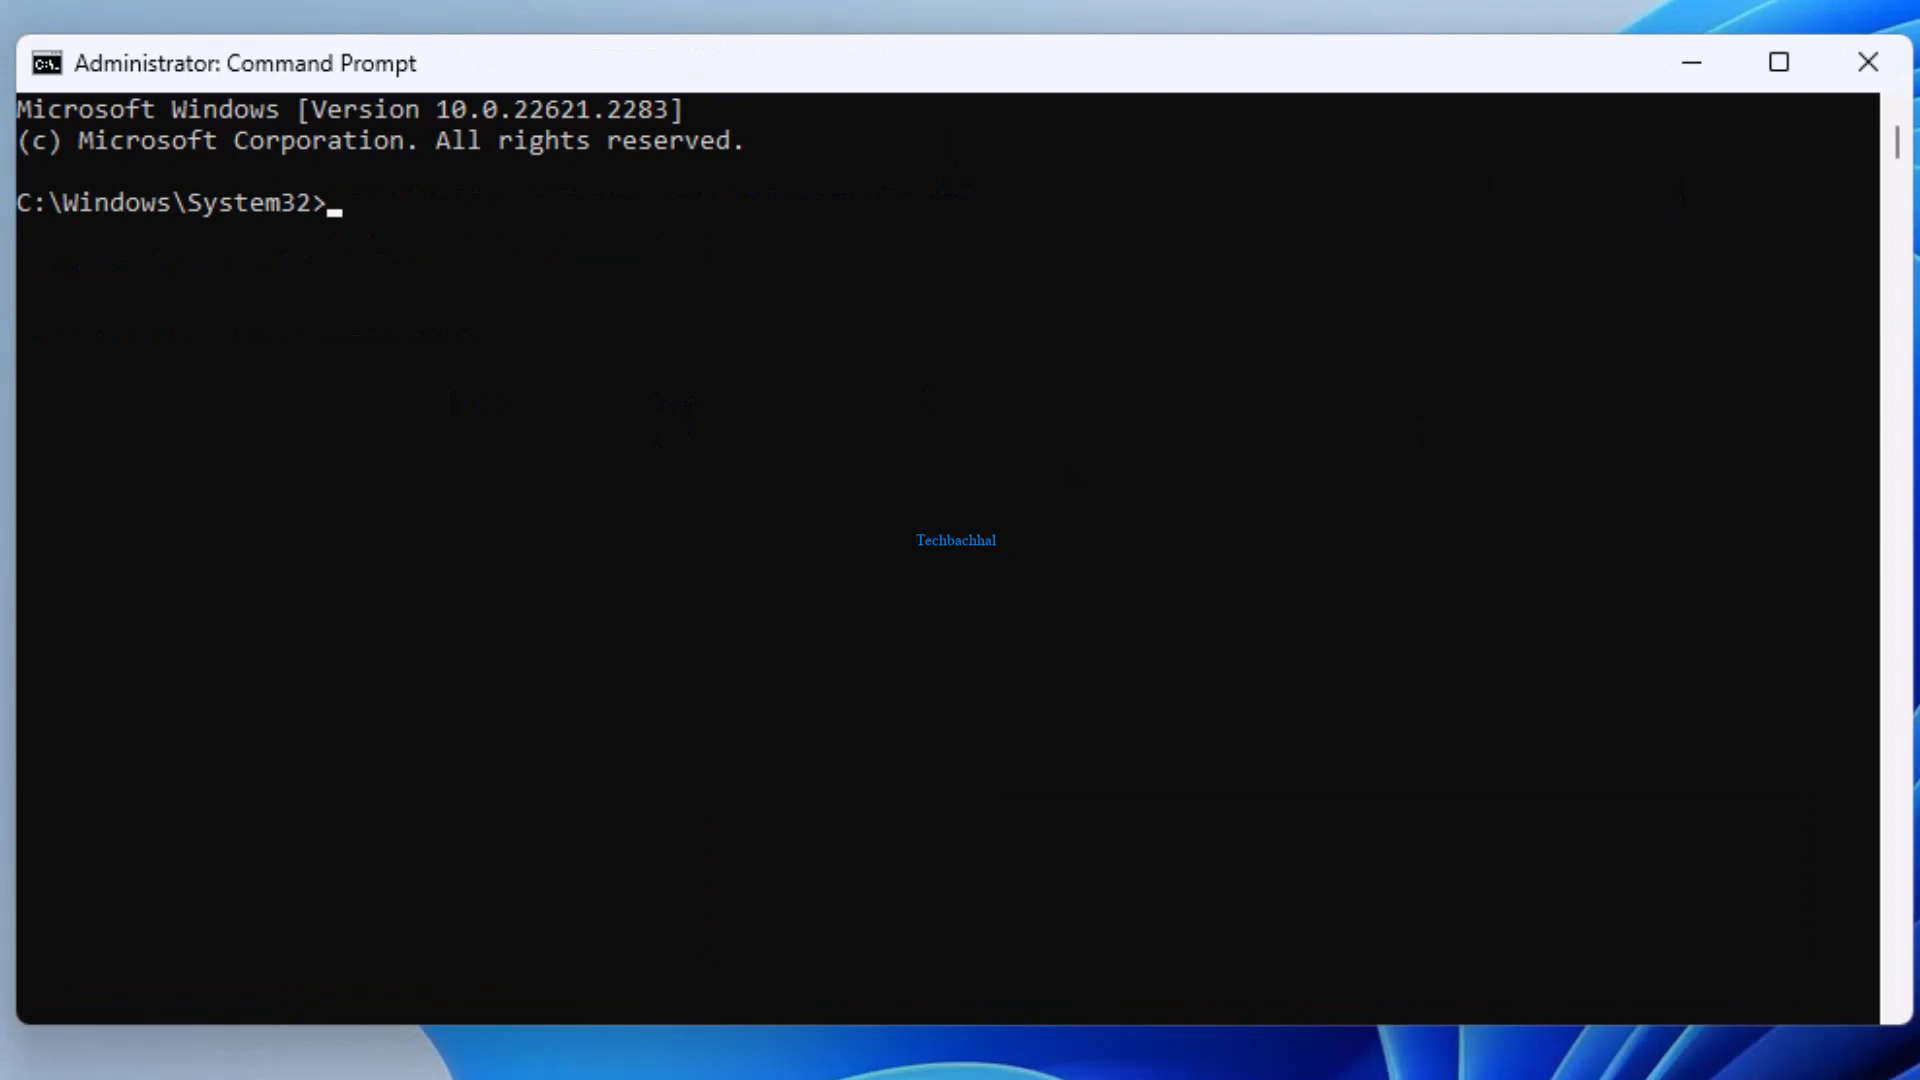 Administrator: Command Prompt
Microsoft Windows [Version 10.0.22621.2283]
(c) Microsoft Corporation. All rights reserved.
C:\Windows\System32>
Techbachhal